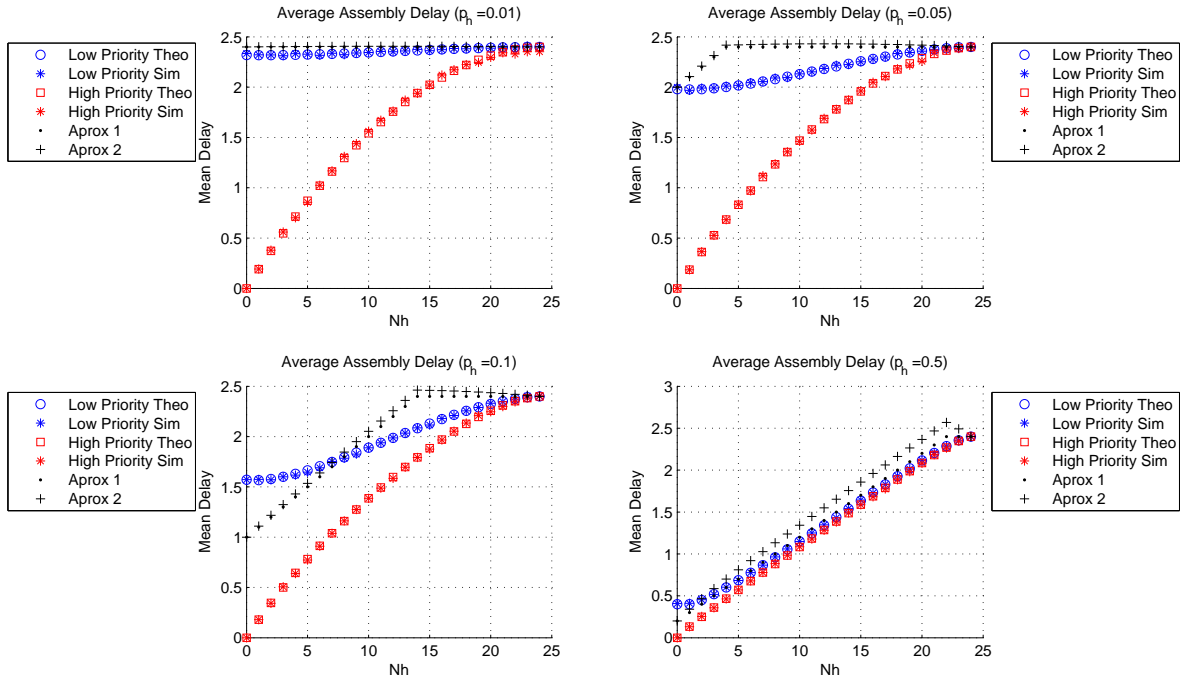 Average Assembly Delay (p_h =0.01)
Low Priority Theo
Low Priority Sim
High Priority Theo
High Priority Sim
Aprox 1
Aprox 2
Mean Delay
2.5
2
1.5
1
0.5
0
0 5 10 15 20 25
Nh
Average Assembly Delay (p_h =0.05)
Mean Delay
2.5
2
1.5
1
0.5
0
0 5 10 15 20 25
Nh
Low Priority Theo
Low Priority Sim
High Priority Theo
High Priority Sim
Aprox 1
Aprox 2
Average Assembly Delay (p_h =0.1)
Low Priority Theo
Low Priority Sim
High Priority Theo
High Priority Sim
Aprox 1
Aprox 2
Mean Delay
2.5
2
1.5
1
0.5
0
0 5 10 15 20 25
Nh
Average Assembly Delay (p_h =0.5)
Mean Delay
3
2.5
2
1.5
1
0.5
0
0 5 10 15 20 25
Nh
Low Priority Theo
Low Priority Sim
High Priority Theo
High Priority Sim
Aprox 1
Aprox 2